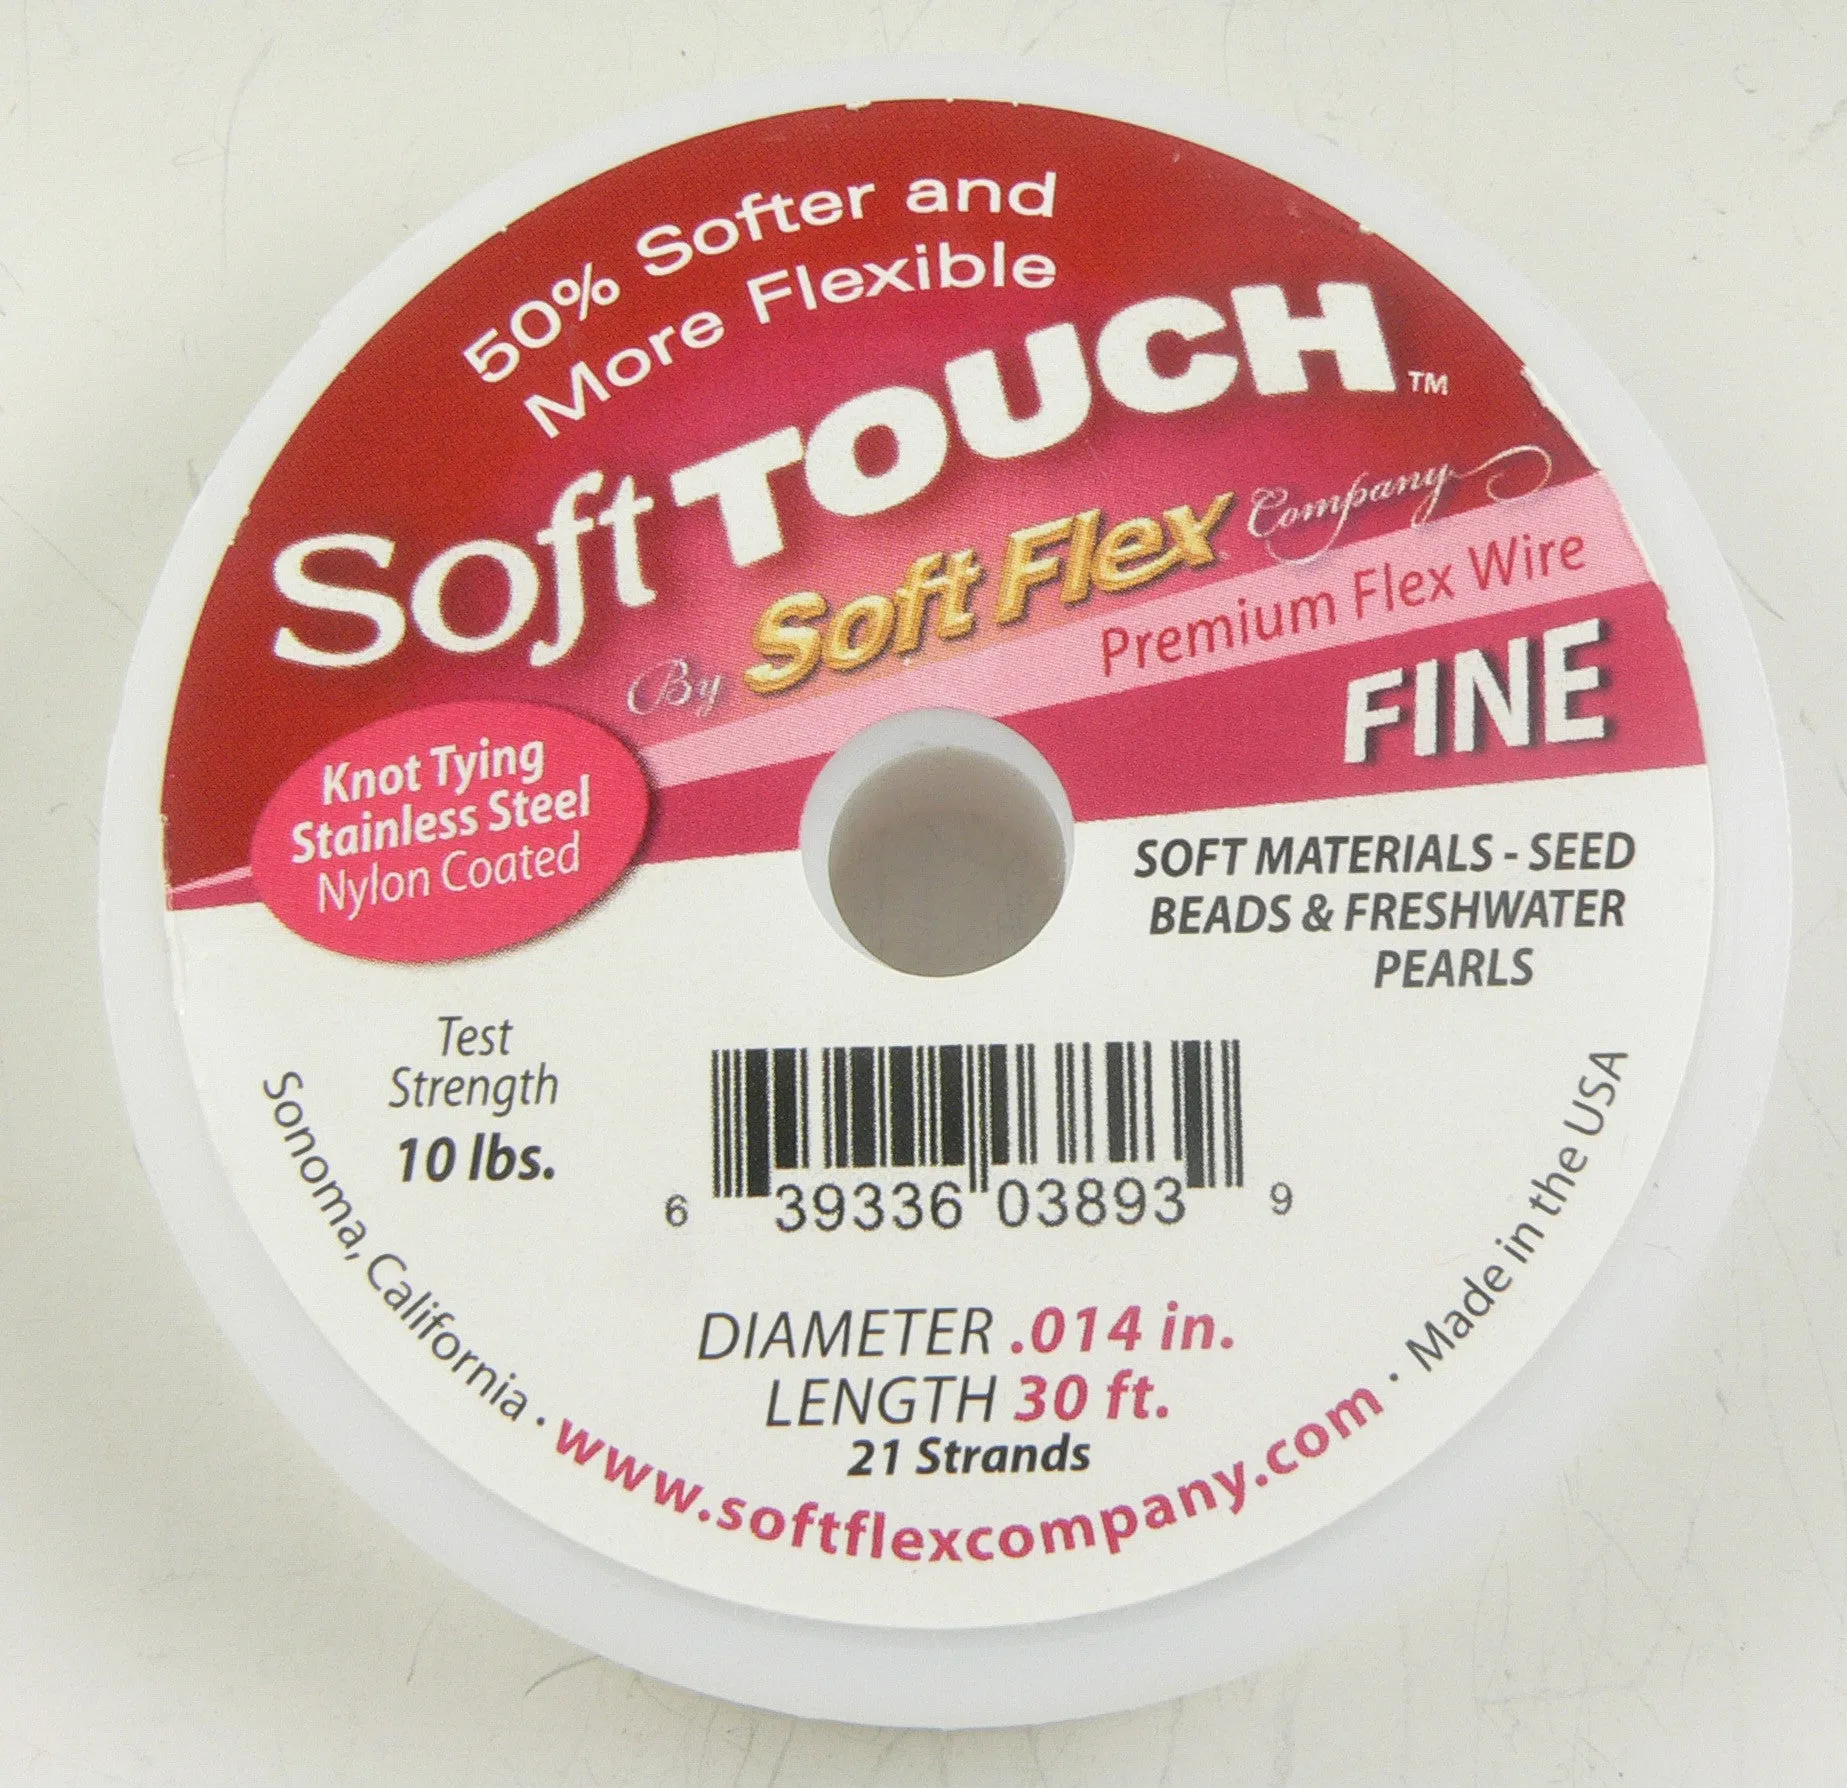 50% Softer and
More Flexible
Soft TOUCH™
By Soft Flex Company
Premium Flex Wire
FINE
Knot Tying
Stainless Steel
Nylon Coated
SOFT MATERIALS - SEED
BEADS & FRESHWATER
PEARLS
Test
Strength
10 lbs.
6 39336 03893 9
DIAMETER .014 in.
LENGTH 30 ft.
21 Strands
Sonoma, California · www.softflexcompany.com · Made in the USA